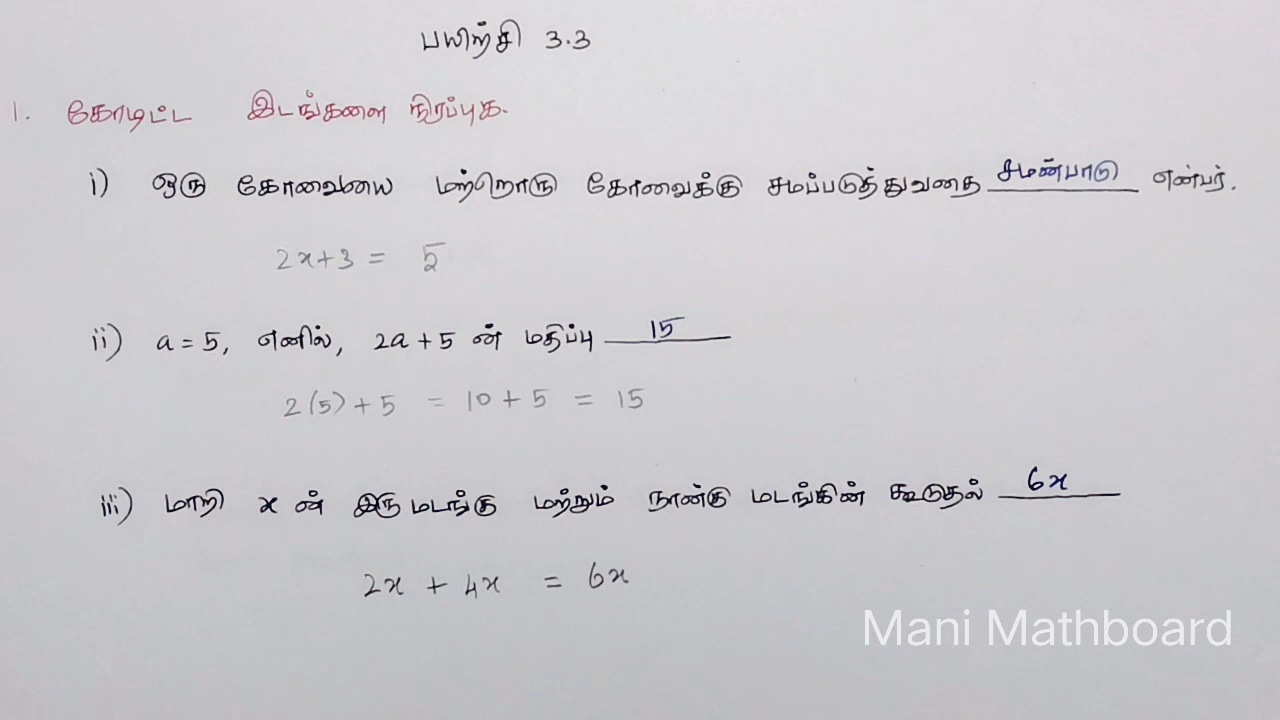 பயிற்சி 3.3
1. கோடிட்ட இடங்களை நிரப்புக.
i) ஒரு கோவையை மற்றொரு கோவைக்கு சமப்படுத்துவதை சமன்பாடு என்பர்.
2x+3 = 5
ii) a = 5, எனில், 2a + 5 ன் மதிப்பு 15
2(5) + 5 = 10 + 5 = 15
iii) மாறி x ன் இரு மடங்கு மற்றும் நான்கு மடங்கின் கூடுதல் 6x
2x + 4x = 6x
Mani Mathboard